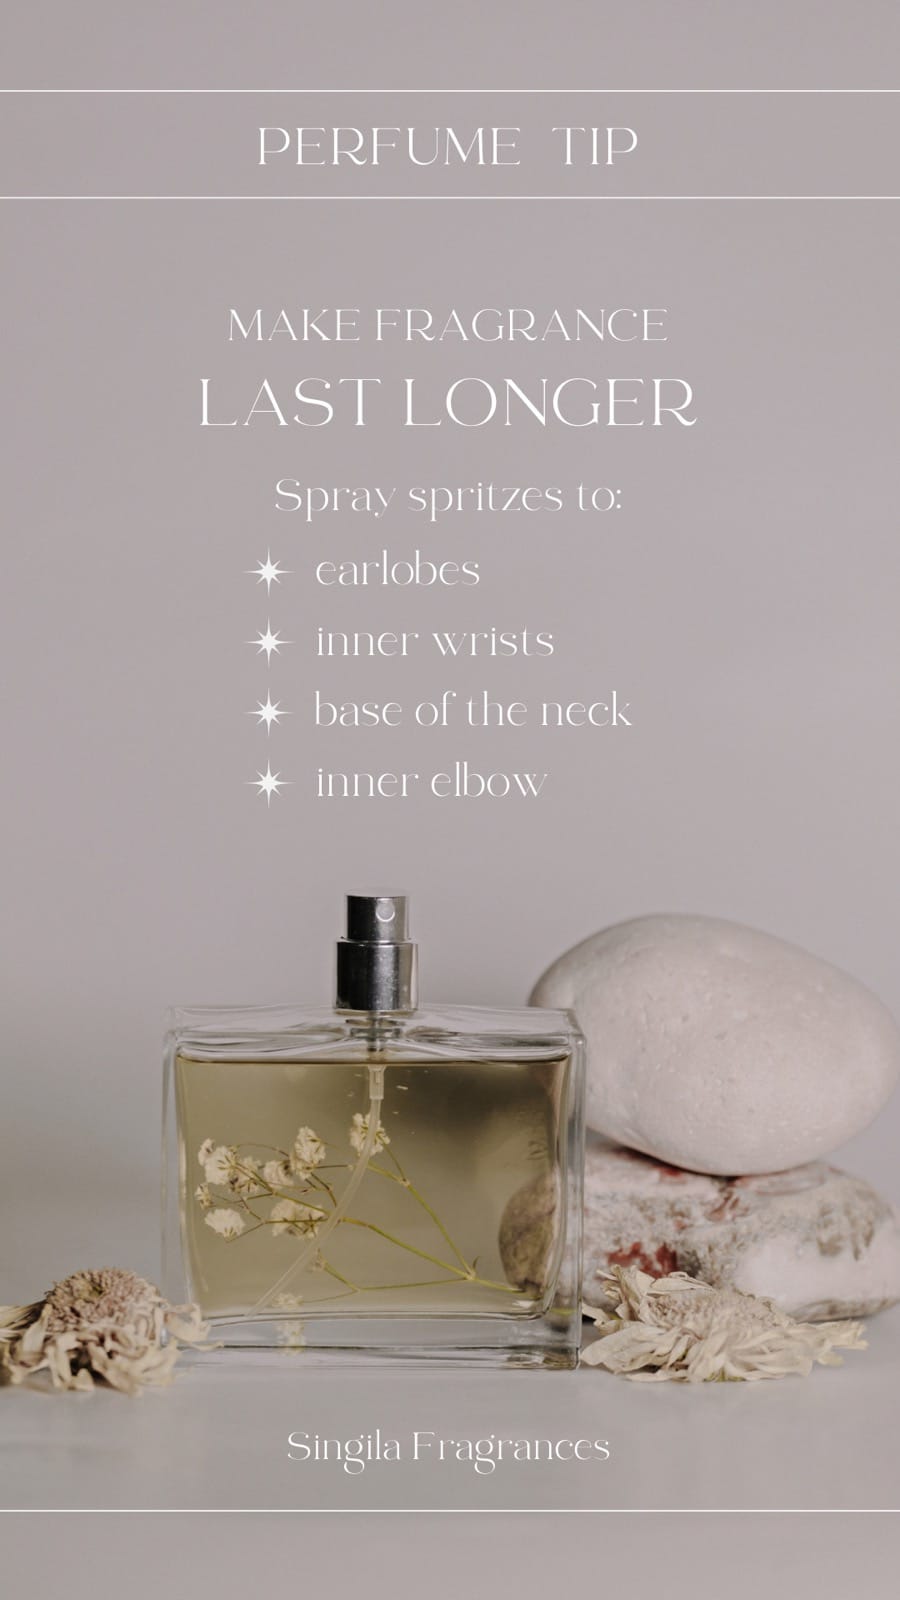 PERFUME TIP
MAKE FRAGRANCE
LAST LONGER
Spray spritzes to:
earlobes
inner wrists
base of the neck
inner elbow
Singila Fragrances